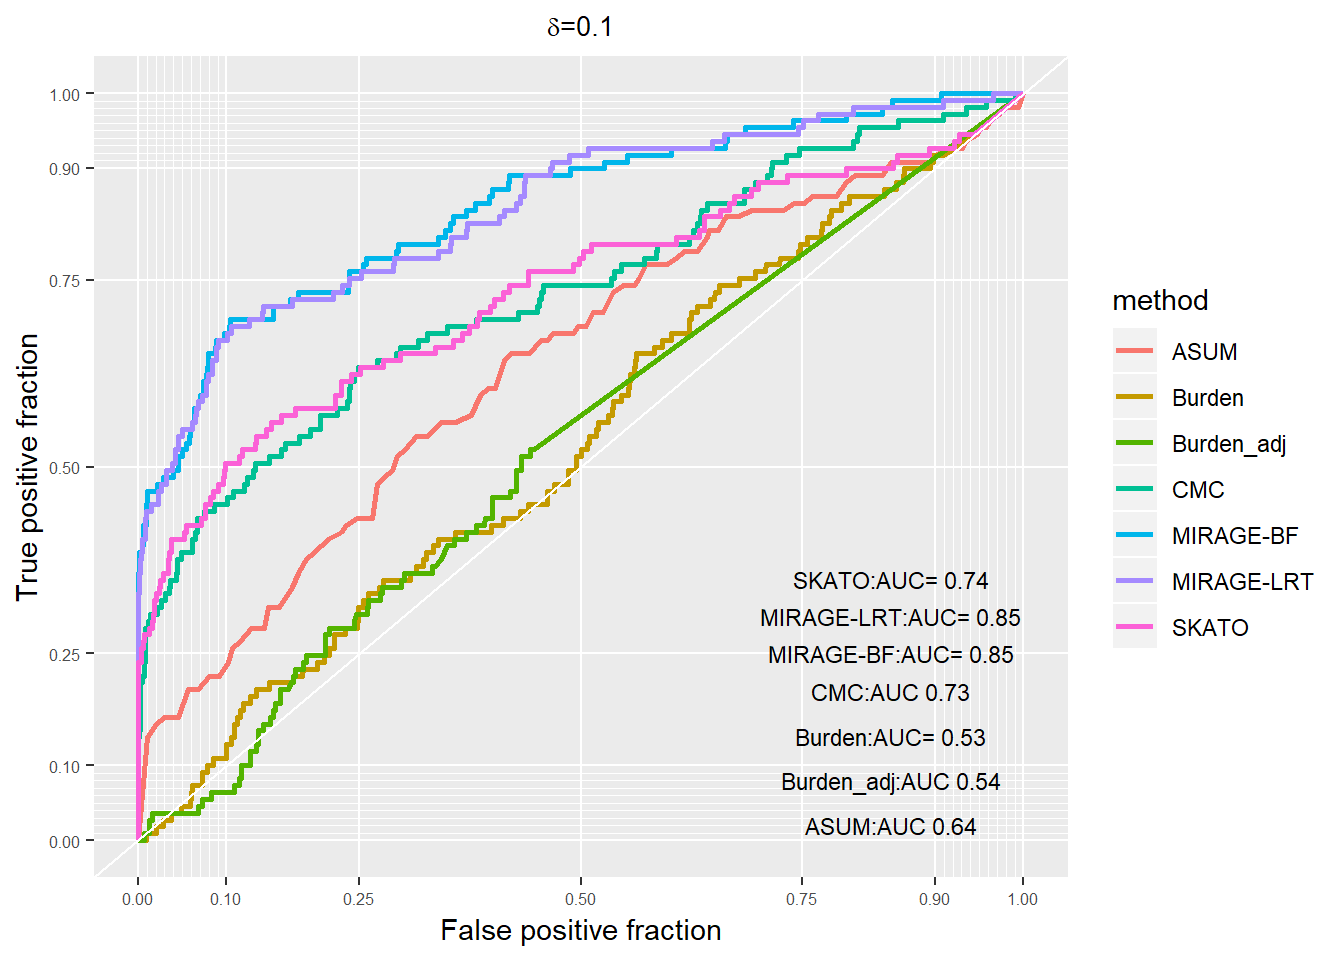 δ=0.1
True positive fraction
1.00
0.90
0.75
0.50
0.25
0.10
0.00
SKATO:AUC= 0.74
MIRAGE-LRT:AUC= 0.85
MIRAGE-BF:AUC= 0.85
CMC:AUC 0.73
Burden:AUC= 0.53
Burden_adj:AUC 0.54
ASUM:AUC 0.64
0.00 0.10 0.25 0.50 0.75 0.90 1.00
False positive fraction
method
ASUM
Burden
Burden_adj
CMC
MIRAGE-BF
MIRAGE-LRT
SKATO